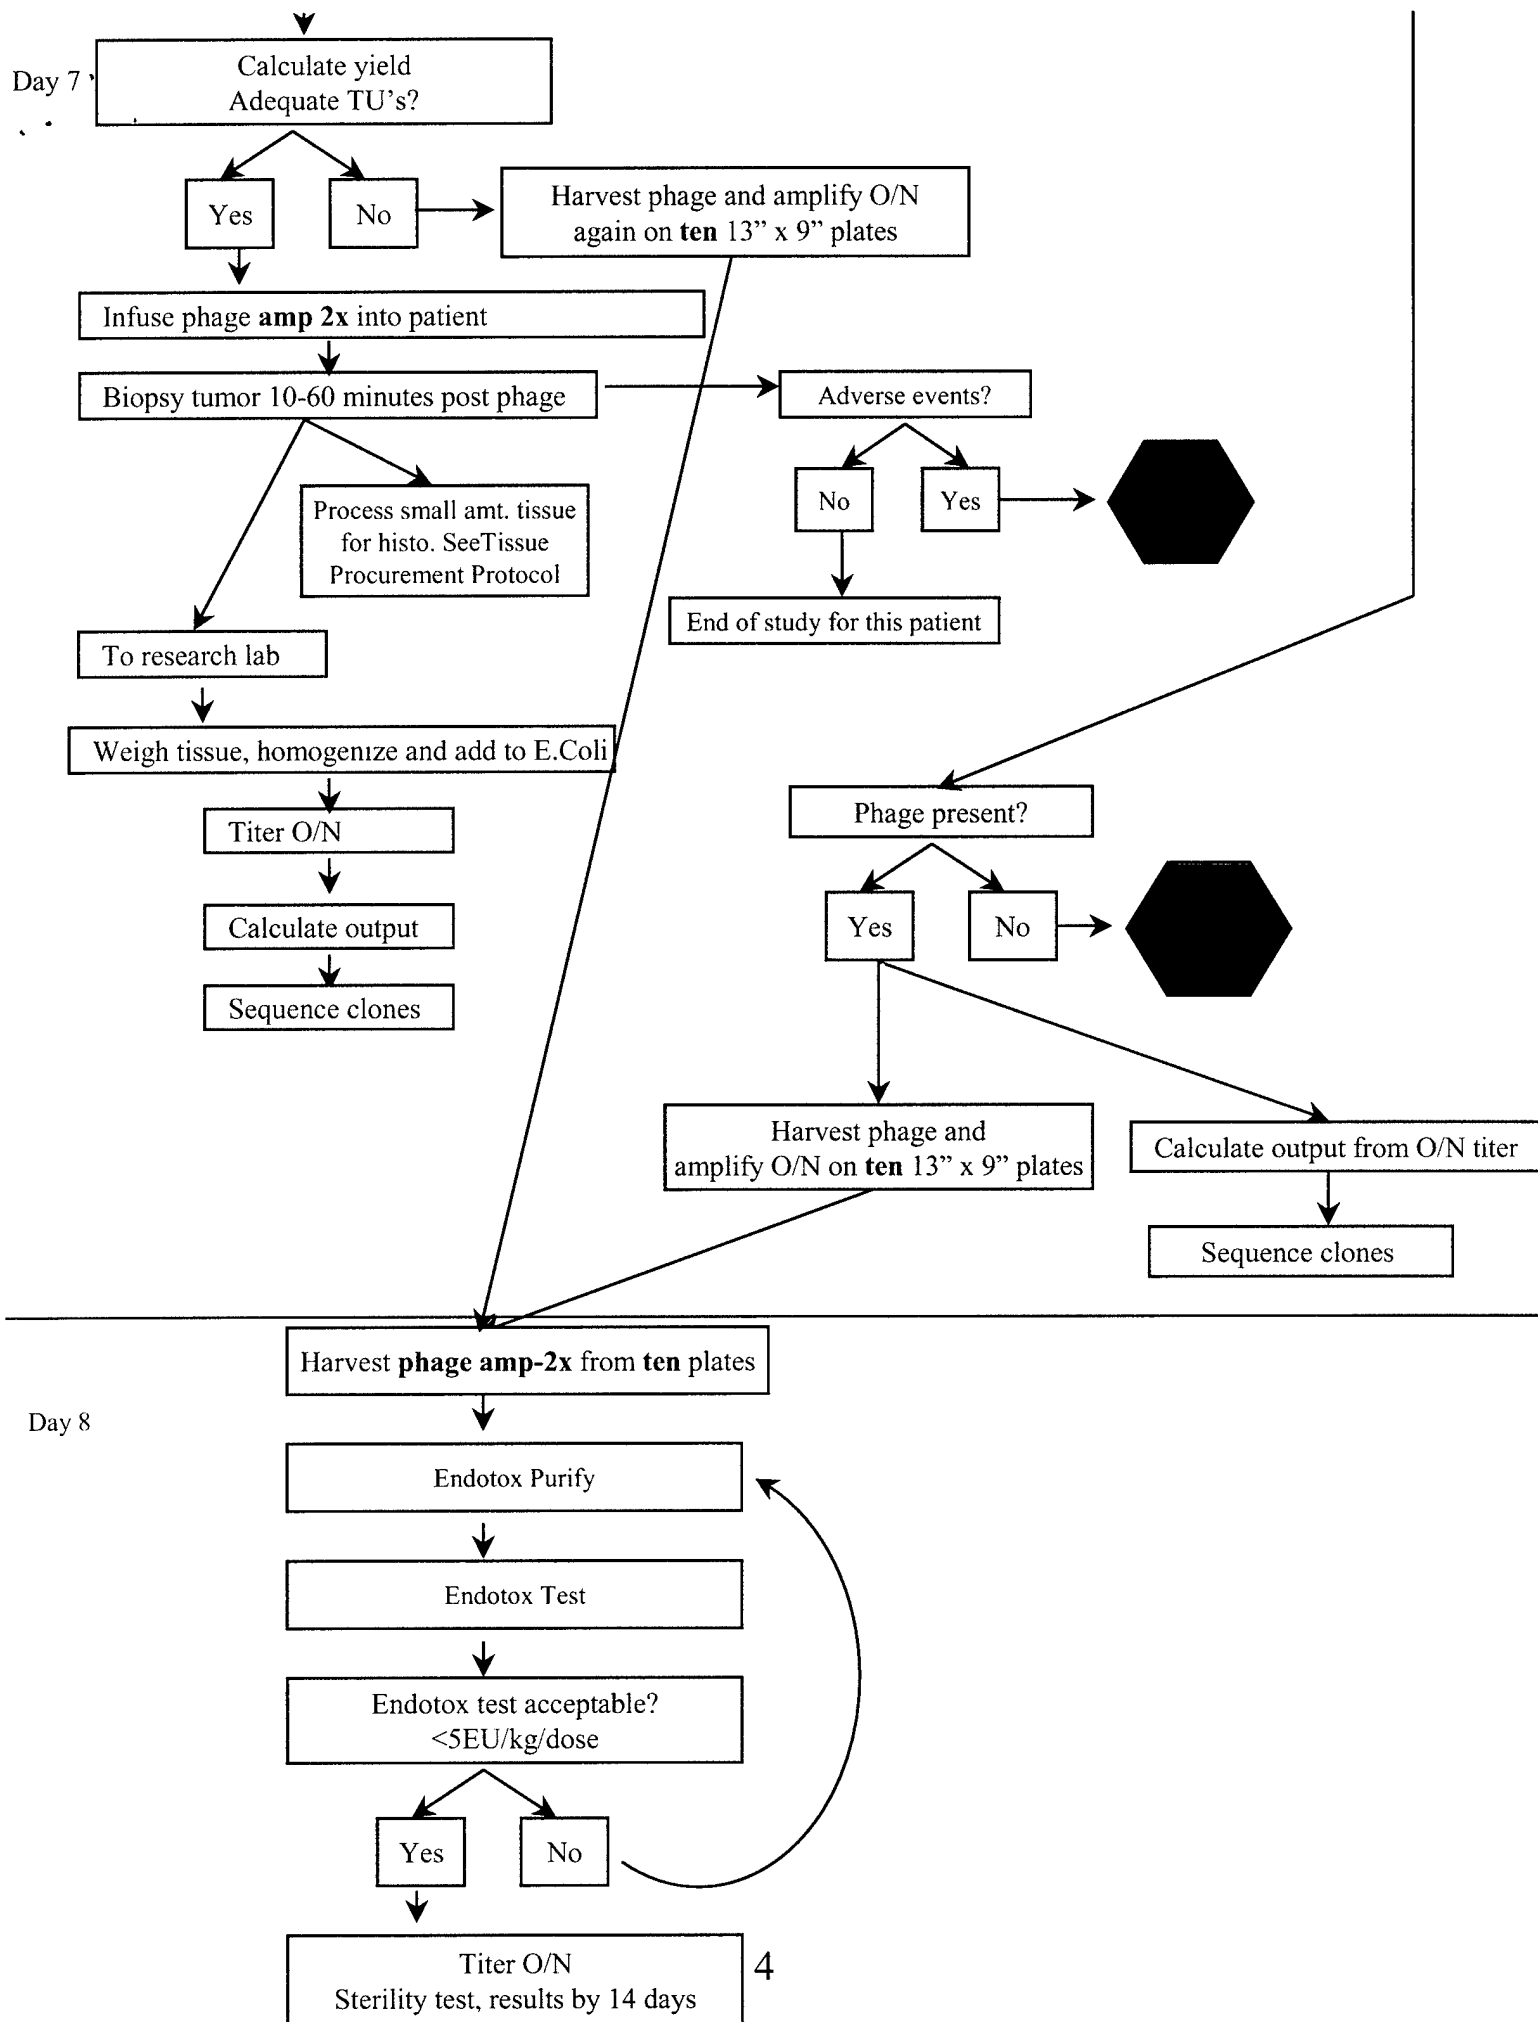 Day 7
Calculate yield
Adequate TU's?
Yes
No
Harvest phage and amplify O/N
again on ten 13” x 9” plates
Infuse phage amp 2x into patient
Biopsy tumor 10-60 minutes post phage
Adverse events?
Process small amt. tissue
for histo. SeeTissue
Procurement Protocol
No
Yes
End of study for this patient
To research lab
Weigh tissue, homogenize and add to E.Coli
Titer O/N
Calculate output
Sequence clones
Phage present?
Yes
No
Harvest phage and
amplify O/N on ten 13” x 9” plates
Calculate output from O/N titer
Sequence clones
Harvest phage amp-2x from ten plates
Day 8
Endotox Purify
Endotox Test
Endotox test acceptable?
<5EU/kg/dose
Yes
No
Titer O/N
Sterility test, results by 14 days
4